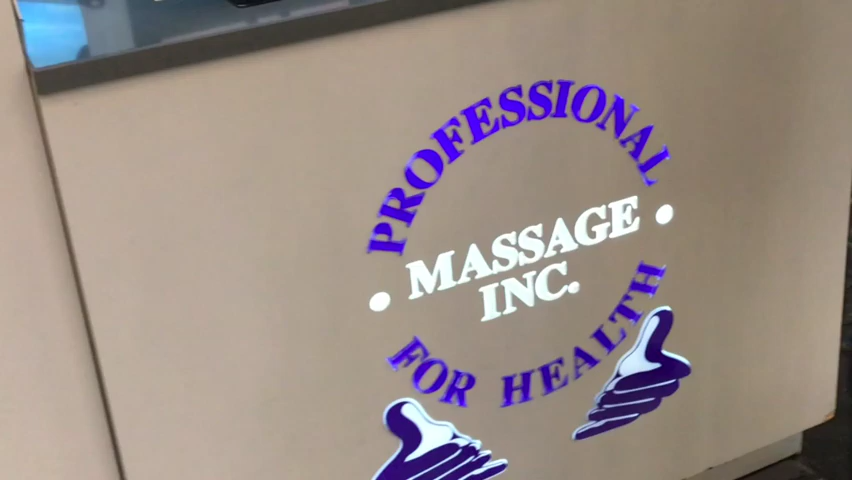 PROFESSIONAL
• MASSAGE •
INC.
FOR HEALTH